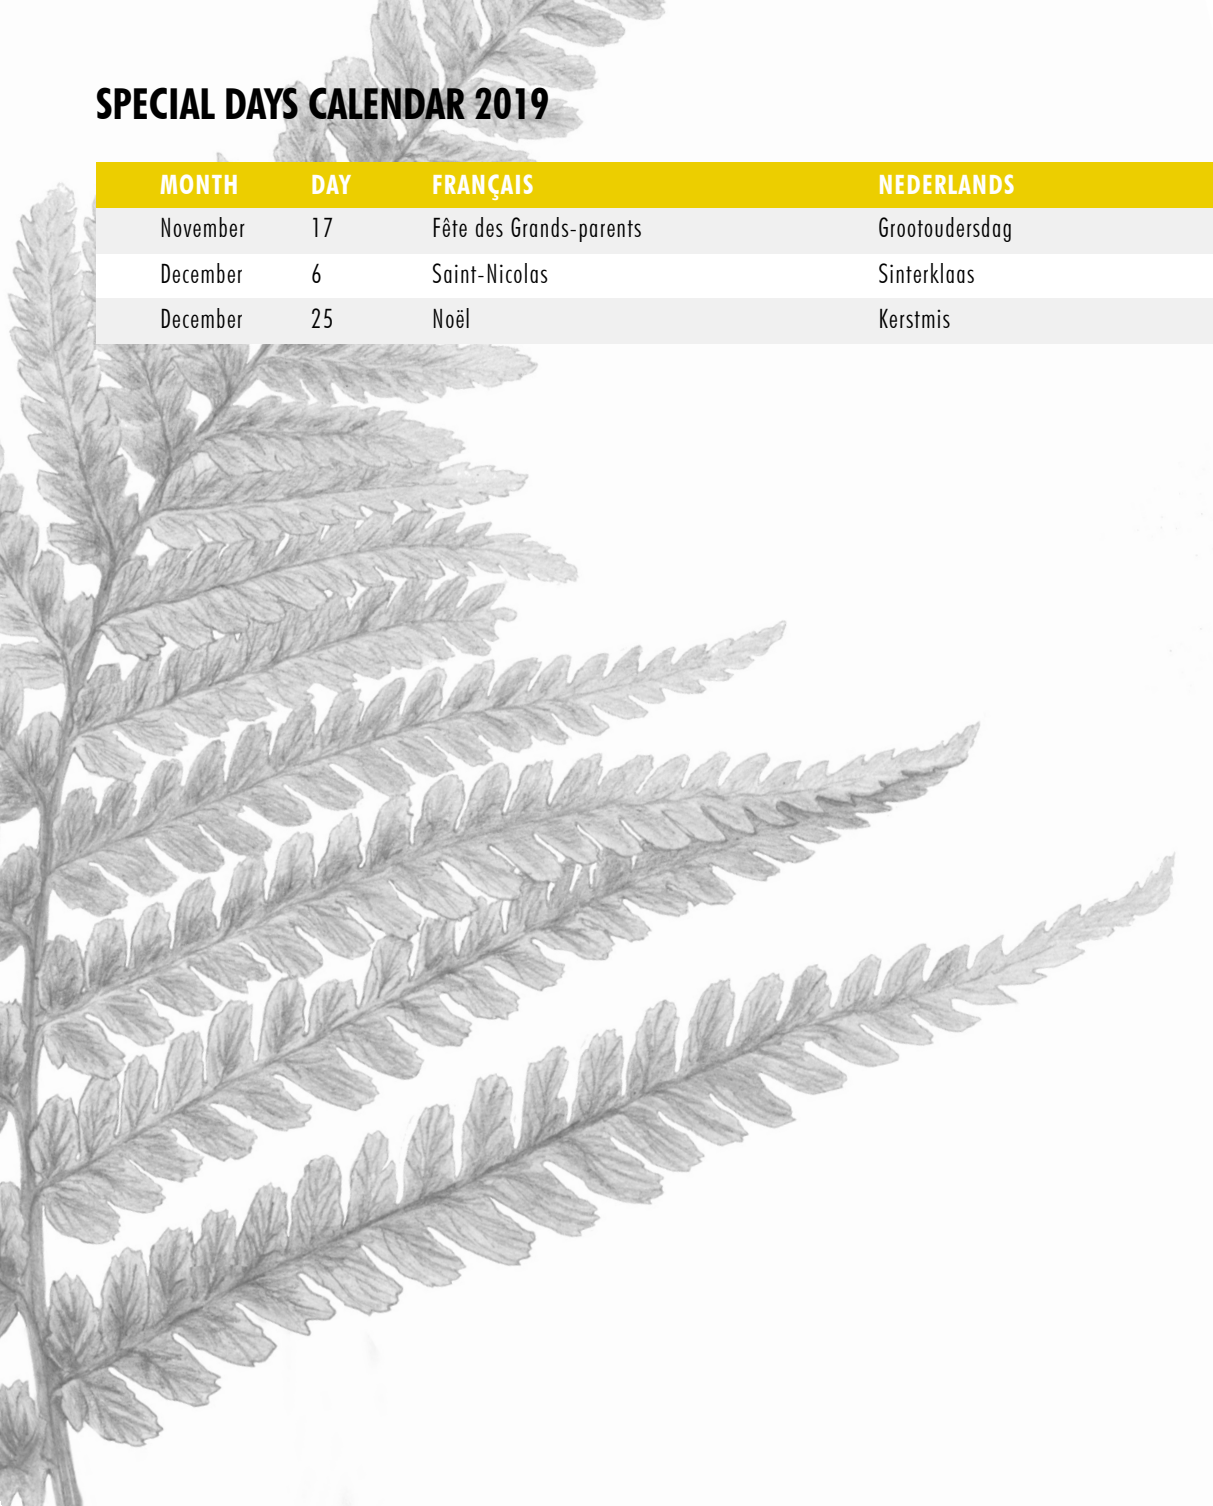 SPECIAL DAYS CALENDAR 2019
MONTH DAY FRANÇAIS NEDERLANDS
November 17 Fête des Grands-parents Grootoudersdag
December 6 Saint-Nicolas Sinterklaas
December 25 Noël Kerstmis